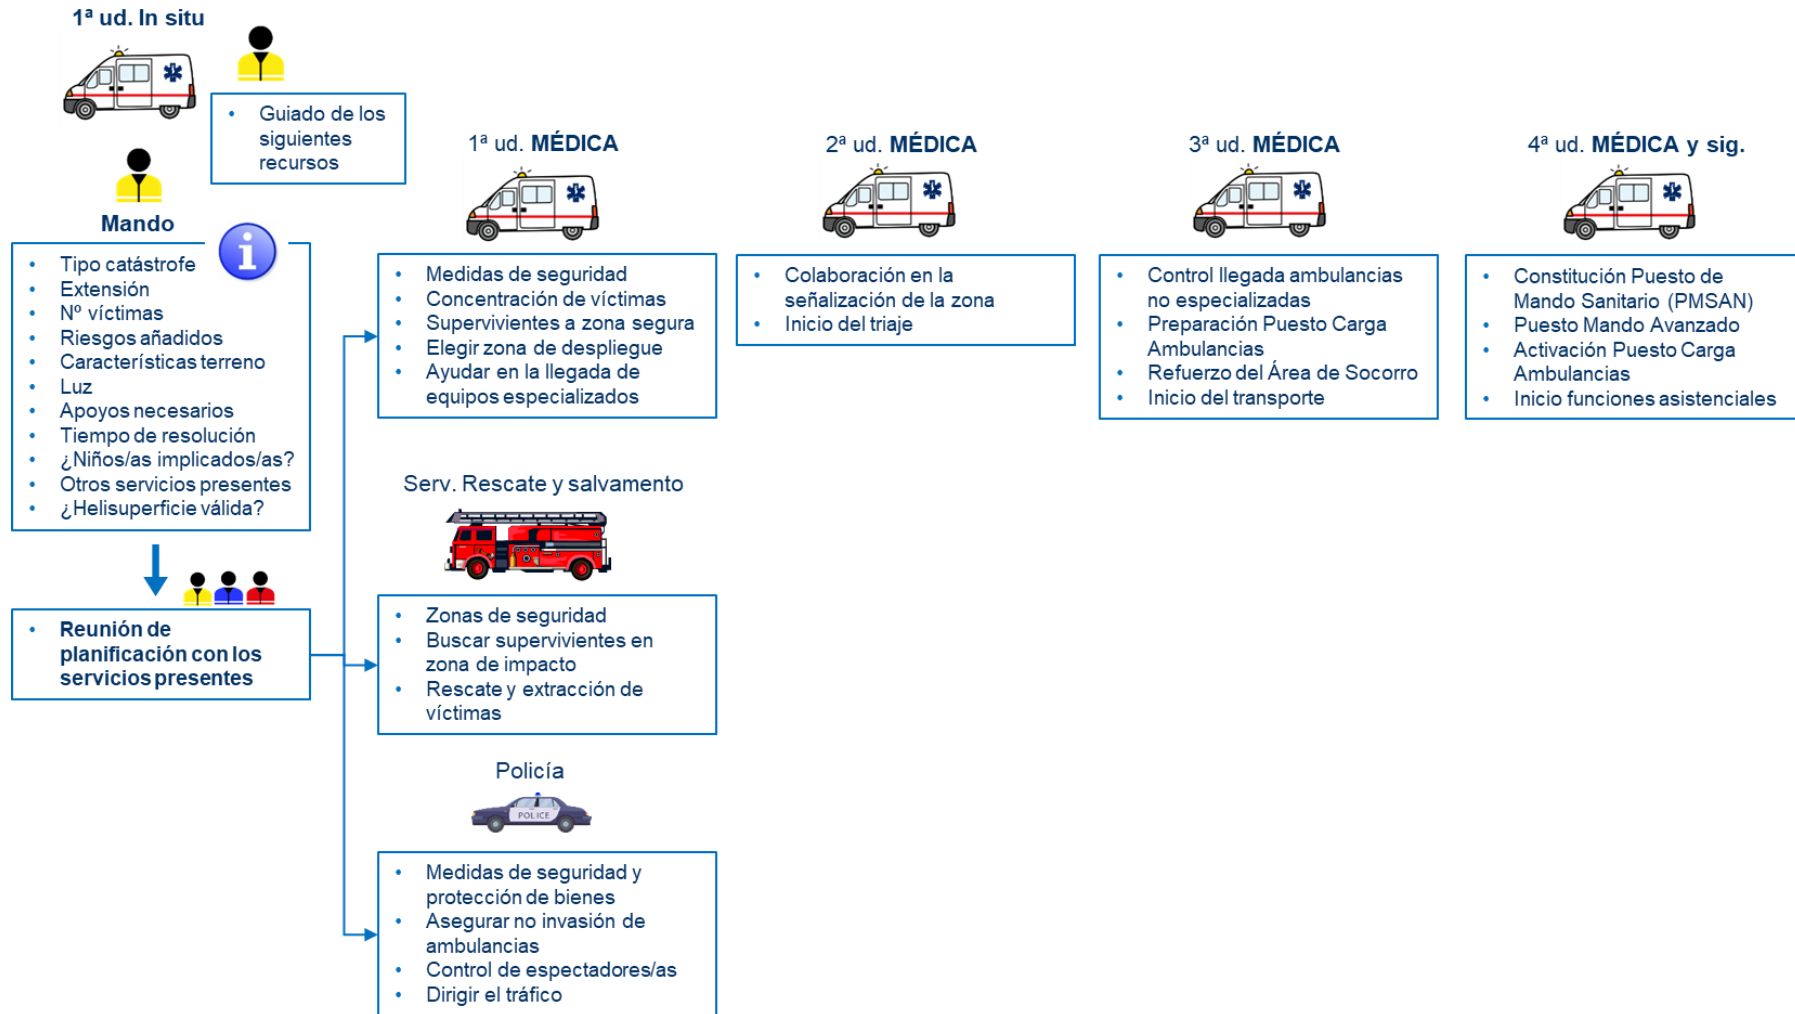 1ª ud. In situ
• Guiado de los
siguientes
recursos
Mando
• Tipo catástrofe
• Extensión
• Nº víctimas
• Riesgos añadidos
• Características terreno
• Luz
• Apoyos necesarios
• Tiempo de resolución
• ¿Niños/as implicados/as?
• Otros servicios presentes
• ¿Helisuperficie válida?
i
• Reunión de
planificación con los
servicios presentes
1ª ud. MÉDICA
• Medidas de seguridad
• Concentración de víctimas
• Supervivientes a zona segura
• Elegir zona de despliegue
• Ayudar en la llegada de
equipos especializados
2ª ud. MÉDICA
• Colaboración en la
señalización de la zona
• Inicio del triaje
3ª ud. MÉDICA
• Control llegada ambulancias
no especializadas
• Preparación Puesto Carga
Ambulancias
• Refuerzo del Área de Socorro
• Inicio del transporte
4ª ud. MÉDICA y sig.
• Constitución Puesto de
Mando Sanitario (PMSAN)
• Puesto Mando Avanzado
• Activación Puesto Carga
Ambulancias
• Inicio funciones asistenciales
Serv. Rescate y salvamento
• Zonas de seguridad
• Buscar supervivientes en
zona de impacto
• Rescate y extracción de
víctimas
Policía
POLICE
• Medidas de seguridad y
protección de bienes
• Asegurar no invasión de
ambulancias
• Control de espectadores/as
• Dirigir el tráfico